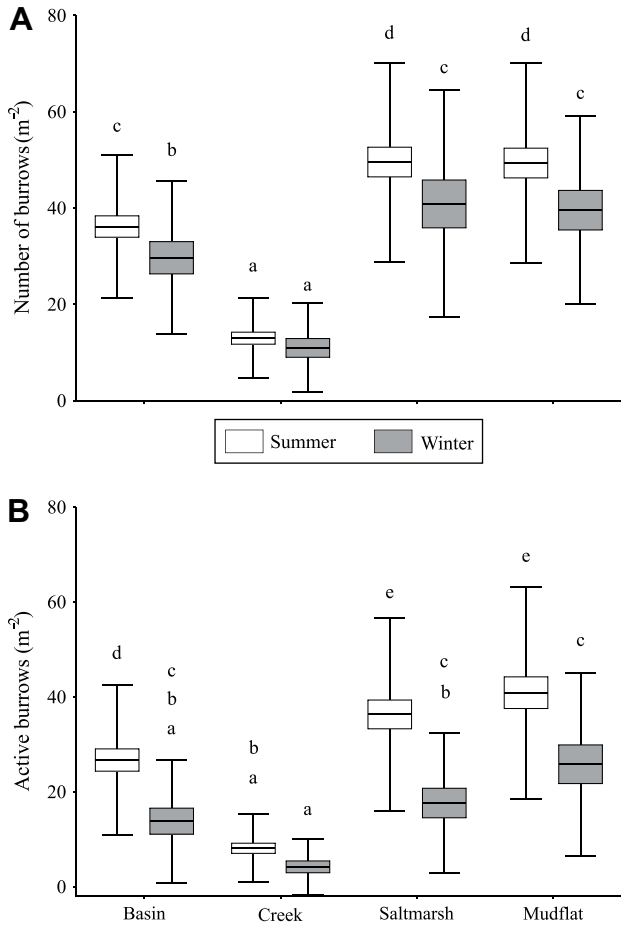 A
80
d
d
c
c
60
c
b
Number of burrows (m⁻²)
40
a
a
20
0
Summer Winter
B
80
e
e
60
d
c
c
c
b
b
Active burrows (m⁻²)
40
a
b
a
a
20
0
Basin Creek Saltmarsh Mudflat